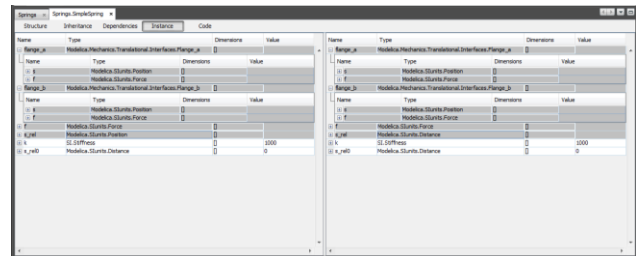 Springs × Springs.SimpleSpring ×
Structure Inheritance Dependences Instance Code
Name Type Dimensions Value
flange_a Modelica.Mechanics.Translational.Interfaces.Flange_a []
Name Type Dimensions Value
s Modelica.SIunits.Position []
f Modelica.SIunits.Force []
flange_b Modelica.Mechanics.Translational.Interfaces.Flange_b []
Name Type Dimensions Value
s Modelica.SIunits.Position []
f Modelica.SIunits.Force []
f Modelica.SIunits.Force []
s_rel Modelica.SIunits.Position []
k SI.Stiffness [] 1000
s_rel0 Modelica.SIunits.Distance [] 0
Name Type Dimensions Value
flange_a Modelica.Mechanics.Translational.Interfaces.Flange_a []
Name Type Dimensions Value
s Modelica.SIunits.Position []
f Modelica.SIunits.Force []
flange_b Modelica.Mechanics.Translational.Interfaces.Flange_b []
Name Type Dimensions Value
s Modelica.SIunits.Position []
f Modelica.SIunits.Force []
f Modelica.SIunits.Force []
s_rel Modelica.SIunits.Distance []
k SI.Stiffness [] 1000
s_rel0 Modelica.SIunits.Distance [] 0